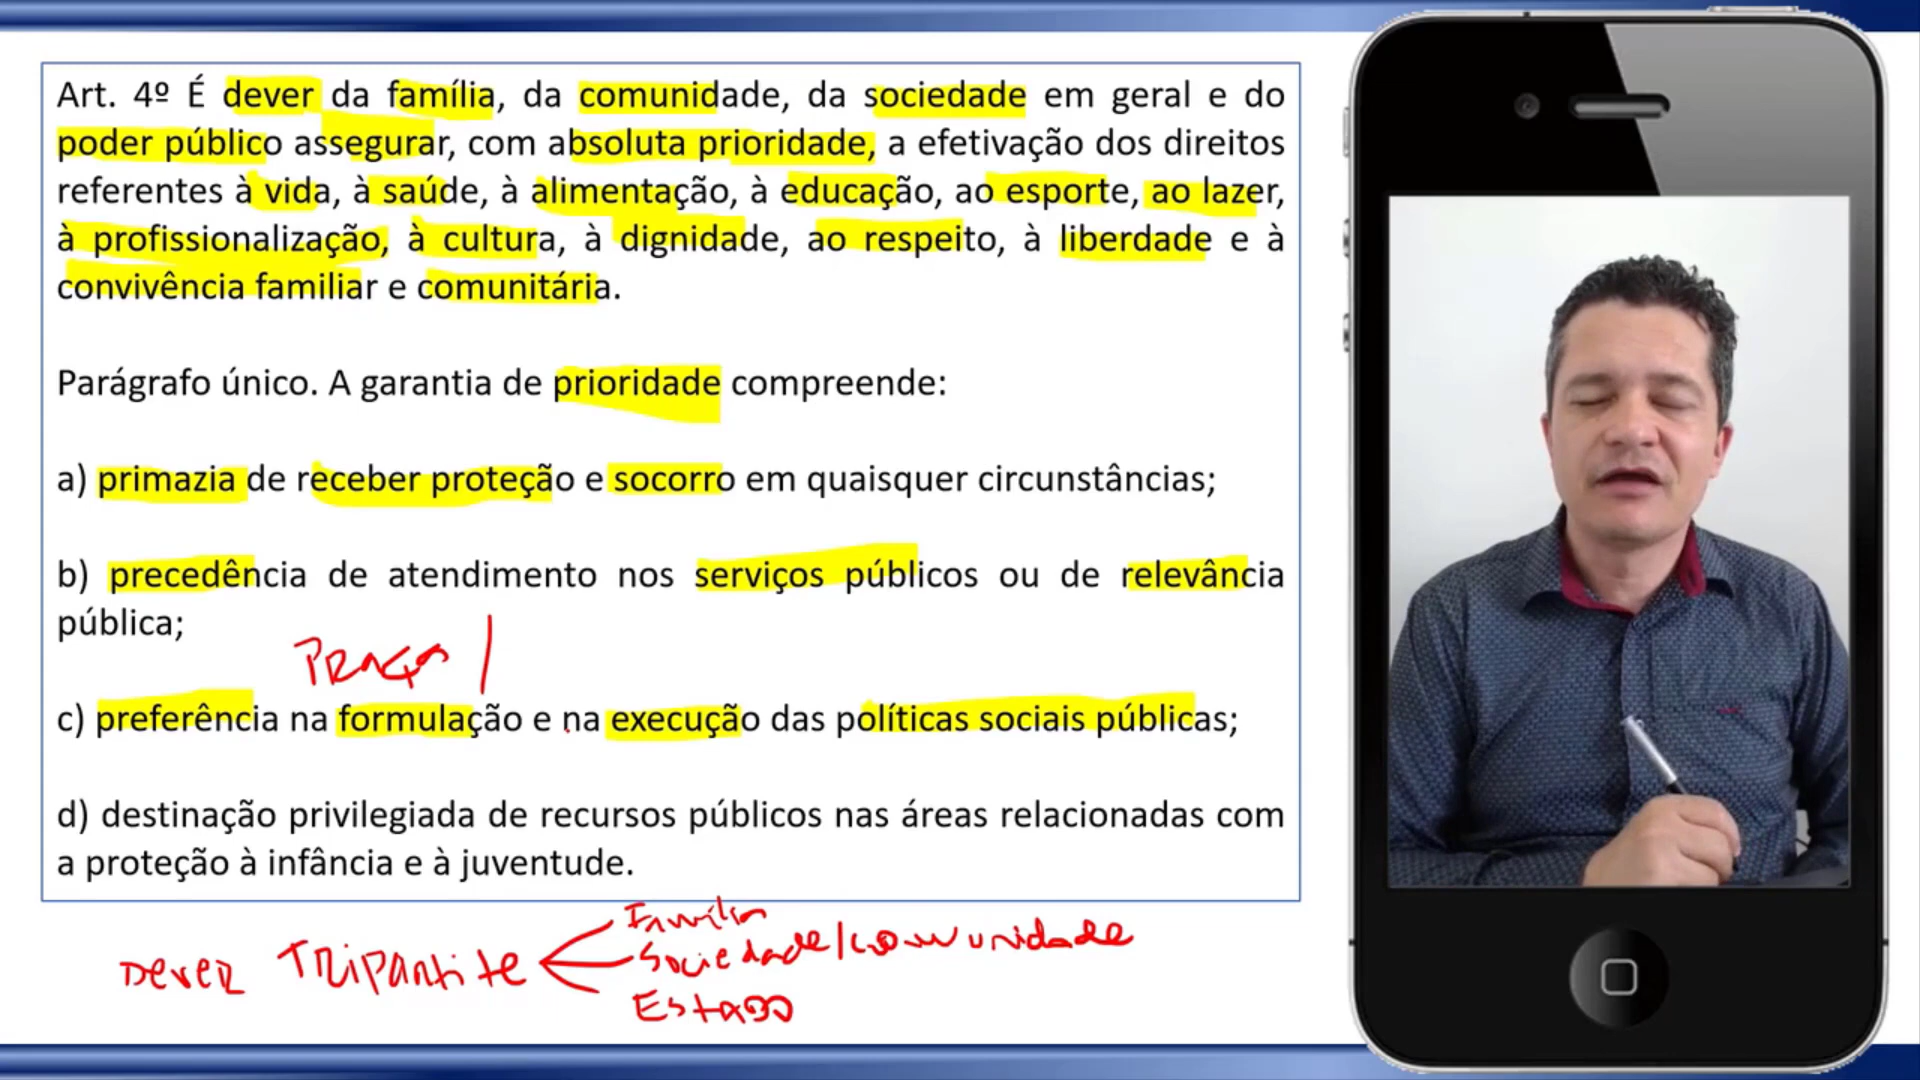 Art. 4º É dever da família, da comunidade, da sociedade em geral e do
poder público assegurar, com absoluta prioridade, a efetivação dos direitos
referentes à vida, à saúde, à alimentação, à educação, ao esporte, ao lazer,
à profissionalização, à cultura, à dignidade, ao respeito, à liberdade e à
convivência familiar e comunitária.
Parágrafo único. A garantia de prioridade compreende:
a) primazia de receber proteção e socorro em quaisquer circunstâncias;
b) precedência de atendimento nos serviços públicos ou de relevância
pública;
PRAÇA
c) preferência na formulação e na execução das políticas sociais públicas;
d) destinação privilegiada de recursos públicos nas áreas relacionadas com
a proteção à infância e à juventude.
Família
Dever Tripartite Sociedade/comunidade
Estado